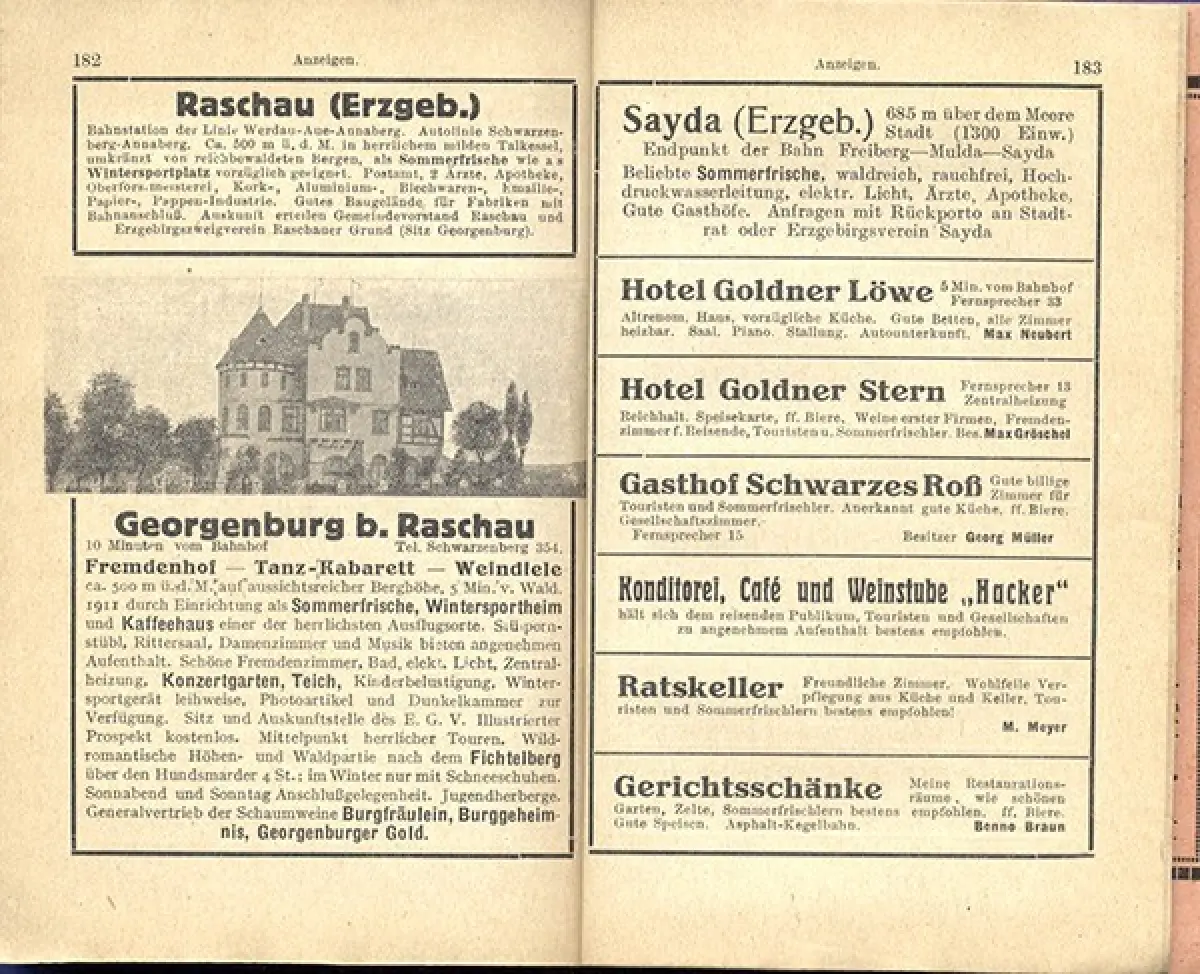 182
Anzeigen.
Raschau (Erzgeb.)
Bahnstation der Linie Werdau-Aue-Annaberg. Autolinie Schwarzen-
berg-Annaberg. Ca. 500 m ü. d. M. in herrlichem milden Talkessel,
umkränzt von reichbewaldeten Bergen, als Sommerfrische wie als
Wintersportplatz vorzüglich geeignet. Postamt, 2 Ärzte, Apotheke,
Oberforstmeisterei, Kork-, Aluminium-, Blechwaren-, Emaille-,
Papier-, Pappen-Industrie. Gutes Baugelände für Fabriken mit
Bahnanschluß. Auskunft erteilen Gemeindevorstand Raschau und
Erzgebirgszweigverein Raschauer Grund (Sitz Georgenburg).
Georgenburg b. Raschau
10 Minuten vom Bahnhof Tel. Schwarzenberg 354.
Fremdenhof — Tanz-Kabarett — Weindiele
ca. 500 m ü. d. M. auf aussichtsreicher Berghöhe, 5 Min. v. Wald.
1911 durch Einrichtung als Sommerfrische, Wintersportheim
und Kaffeehaus einer der herrlichsten Ausflugsorte.
stübl, Rittersaal, Damenzimmer und Musik bieten angenehmen
Aufenthalt. Schöne Fremdenzimmer, Bad, elekt. Licht, Zentral-
heizung, Konzertgarten, Teich, Kinderbelustigung, Winter-
sportgerät leihweise, Photoartikel und Dunkelkammer zur
Verfügung. Sitz und Auskunftstelle des E. G. V. Illustrierter
Prospekt kostenlos. Mittelpunkt herrlicher Touren. Wild-
romantische Höhen- und Waldpartie nach dem Fichtelberg
über den Hundsmarder 4 St.; im Winter nur mit Schneeschuhen.
Sonnabend und Sonntag Anschlußgelegenheit. Jugendherberge.
Generalvertrieb der Schaumweine Burgfräulein, Burggeheim-
nis, Georgenburger Gold.
Anzeigen.
183
Sayda (Erzgeb.) 685 m über dem Meere
Stadt (1300 Einw.)
Endpunkt der Bahn Freiberg—Mulda—Sayda
Beliebte Sommerfrische, waldreich, rauchfrei, Hoch-
druckwasserleitung, elektr. Licht, Ärzte, Apotheke.
Gute Gasthöfe. Anfragen mit Rückporto an Stadt-
rat oder Erzgebirgsverein Sayda
Hotel Goldner Löwe 5 Min. vom Bahnhof
Fernsprecher 33
Altrenom. Haus, vorzügliche Küche. Gute Betten, alle Zimmer
heizbar. Saal. Piano. Stallung. Autounterkunft. Max Neubert
Hotel Goldner Stern Fernsprecher 13
Zentralheizung
Reichhalt. Speisekarte, ff. Biere, Weine erster Firmen, Fremden-
zimmer f. Reisende, Touristen u. Sommerfrischler. Bes. Max Gröschel
Gasthof Schwarzes Roß Gute billige
Zimmer für
Touristen und Sommerfrischler. Anerkannt gute Küche, ff. Biere.
Gesellschaftszimmer.
Fernsprecher 15 Besitzer Georg Müller
Konditorei, Café und Weinstube „Hacker“
hält sich dem reisenden Publikum, Touristen und Gesellschaften
zu angenehmem Aufenthalt bestens empfohlen.
Ratskeller Freundliche Zimmer. Wohlfeile Ver-
pflegung aus Küche und Keller. Tou-
risten und Sommerfrischlern bestens empfohlen!
M. Meyer
Gerichtsschänke Meine Restaurations-
räume, wie schönen
Garten, Zelte, Sommerfrischlern bestens empfohlen. ff. Biere.
Gute Speisen. Asphalt-Kegelbahn. Benno Braun